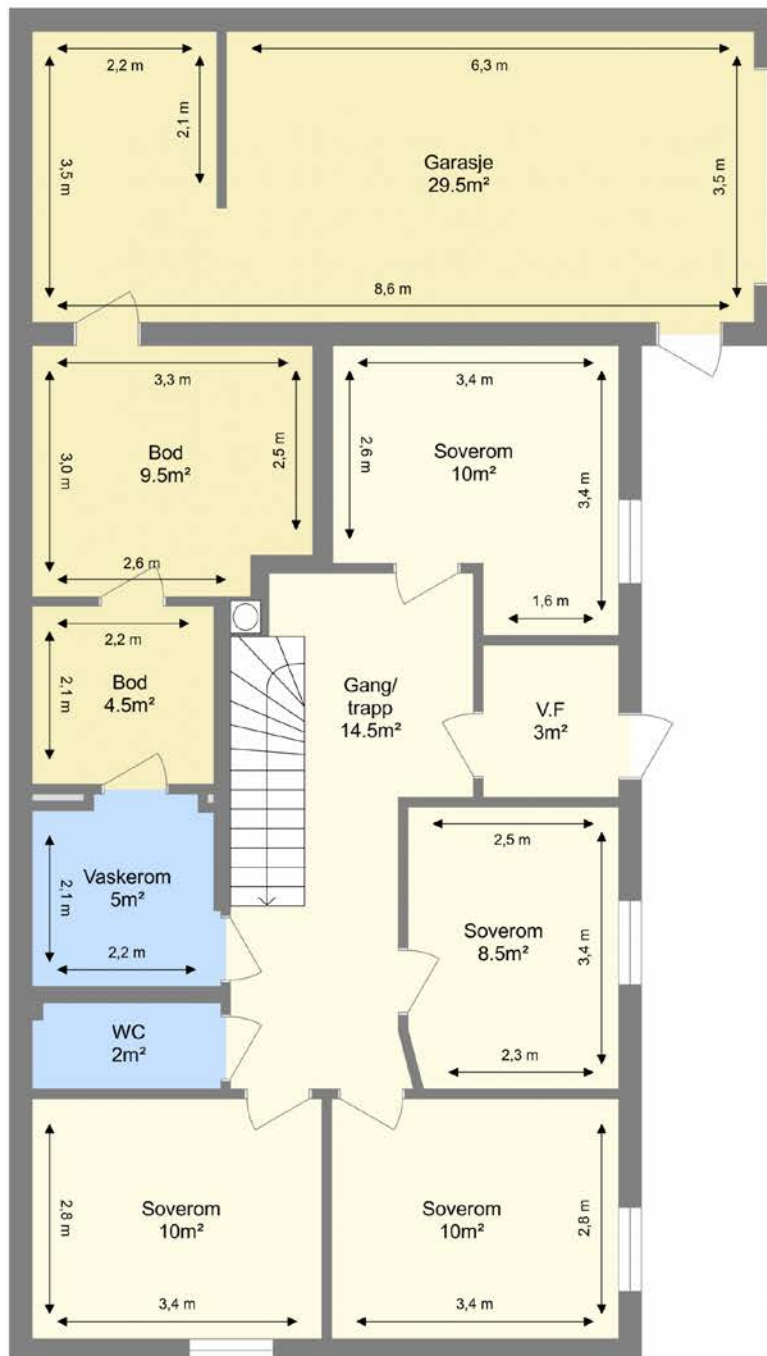 2,2 m
6,3 m
2,1 m
3,5 m
Garasje
29.5m²
3,5 m
8,6 m
3,3 m
3,4 m
3,0 m
Bod
9.5m²
2,5 m
2,6 m
Soverom
10m²
3,4 m
2,6 m
1,6 m
2,2 m
2,1 m
Bod
4.5m²
Gang/
trapp
14.5m²
V.F
3m²
2,5 m
2,1 m
Vaskerom
5m²
2,2 m
Soverom
8.5m²
3,4 m
2,3 m
WC
2m²
2,8 m
Soverom
10m²
3,4 m
Soverom
10m²
2,8 m
3,4 m